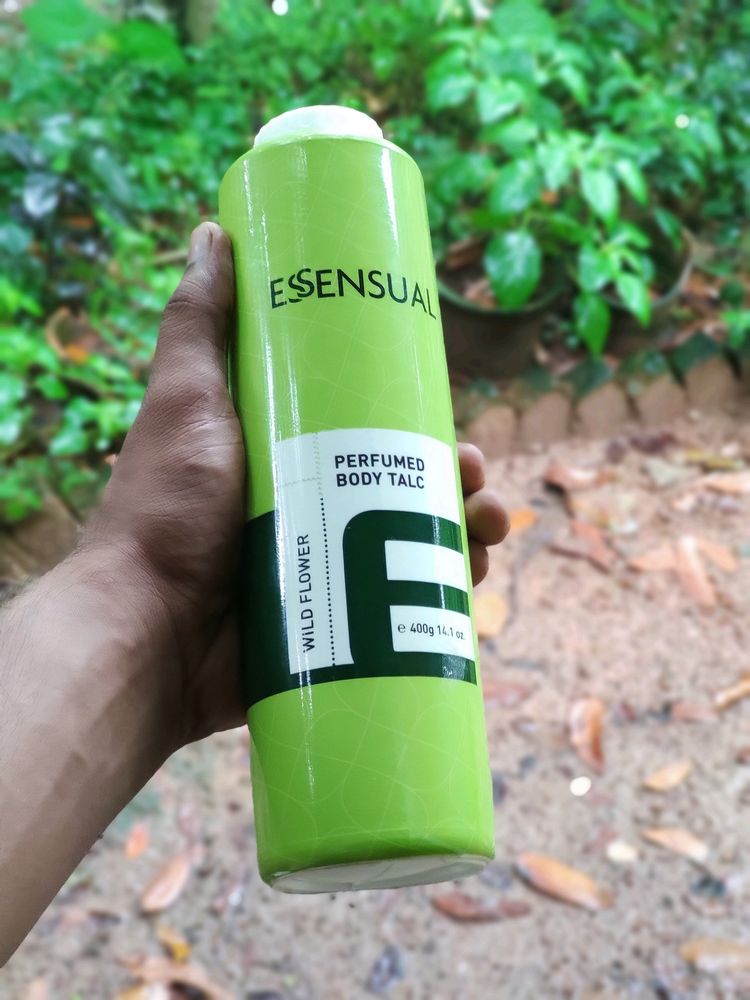 ESSENSUAL
PERFUMED
BODY TALC
WiLD FLOWER
E
e 400g 14.1 oz.